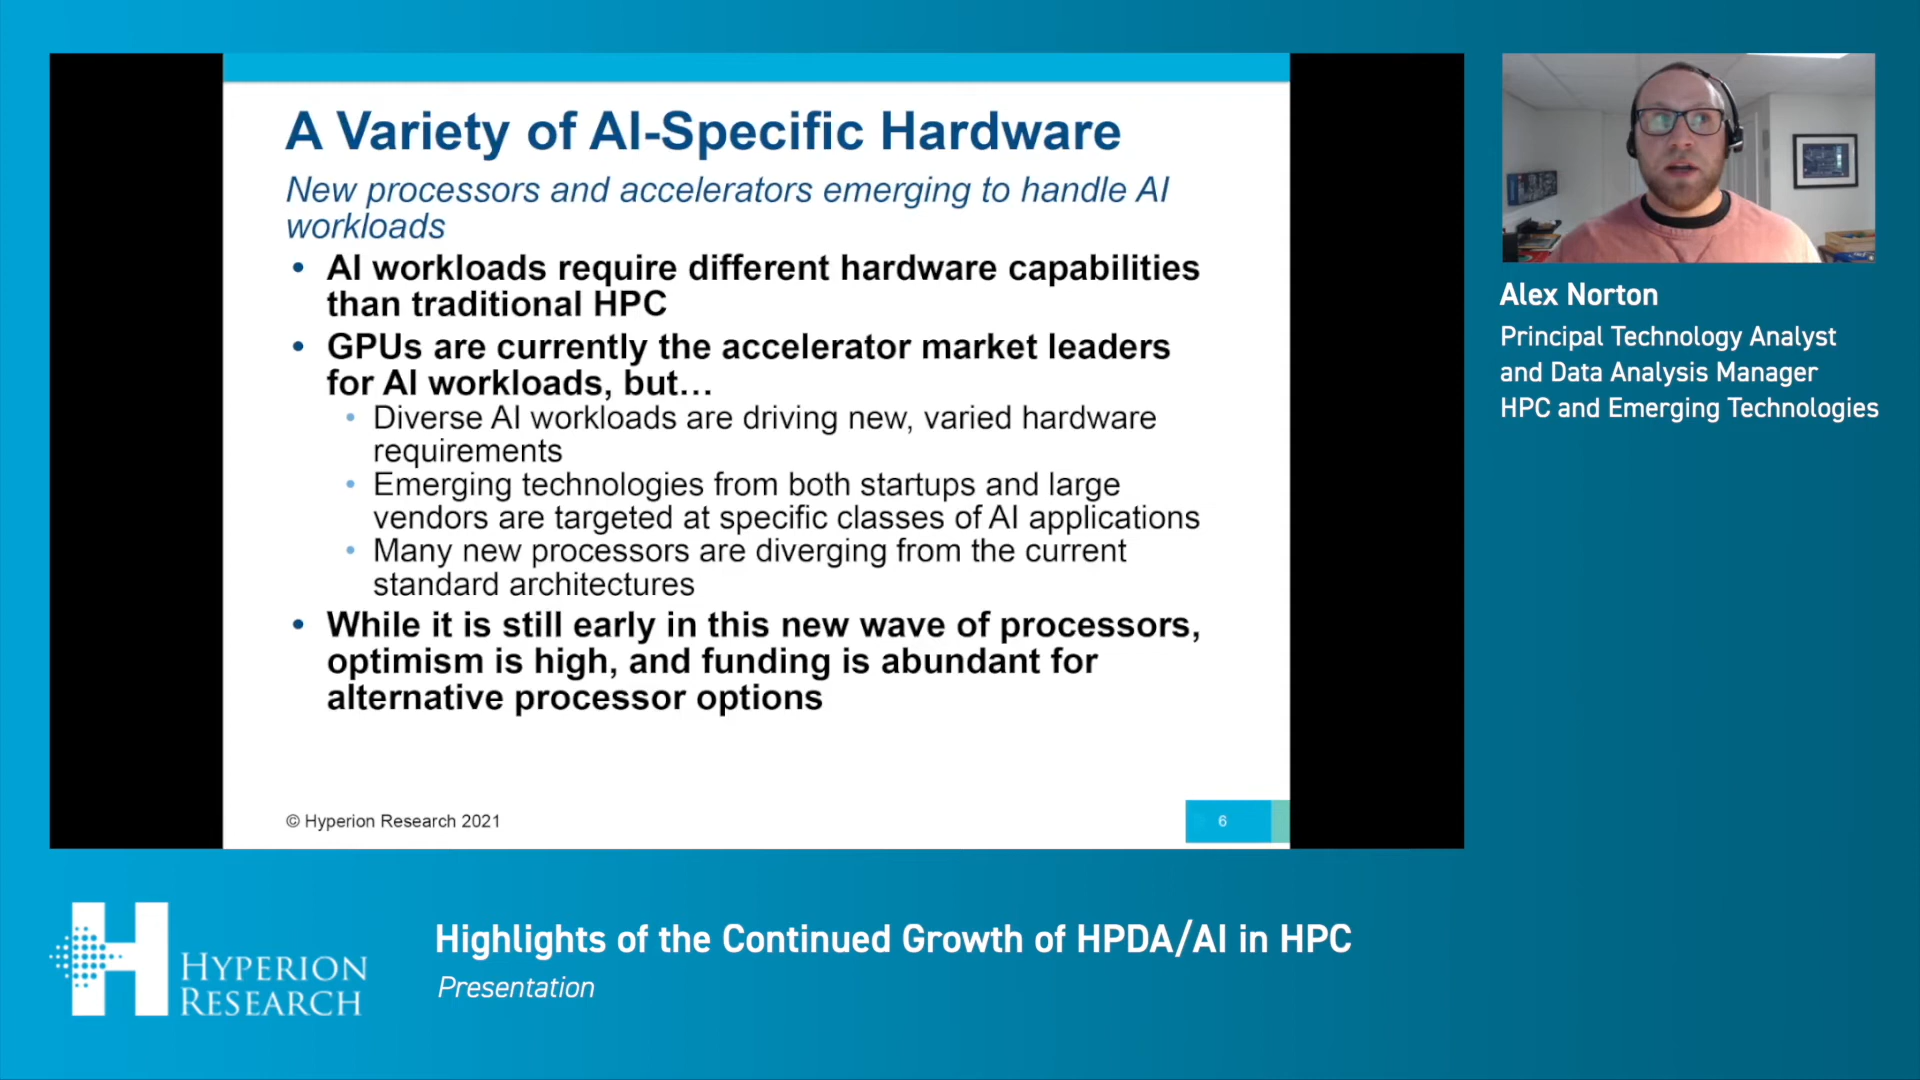 A Variety of AI-Specific Hardware
New processors and accelerators emerging to handle AI
workloads
• AI workloads require different hardware capabilities
than traditional HPC
• GPUs are currently the accelerator market leaders
for AI workloads, but…
• Diverse AI workloads are driving new, varied hardware
requirements
• Emerging technologies from both startups and large
vendors are targeted at specific classes of AI applications
• Many new processors are diverging from the current
standard architectures
• While it is still early in this new wave of processors,
optimism is high, and funding is abundant for
alternative processor options
© Hyperion Research 2021
6
Alex Norton
Principal Technology Analyst
and Data Analysis Manager
HPC and Emerging Technologies
HYPERION
RESEARCH
Highlights of the Continued Growth of HPDA/AI in HPC
Presentation